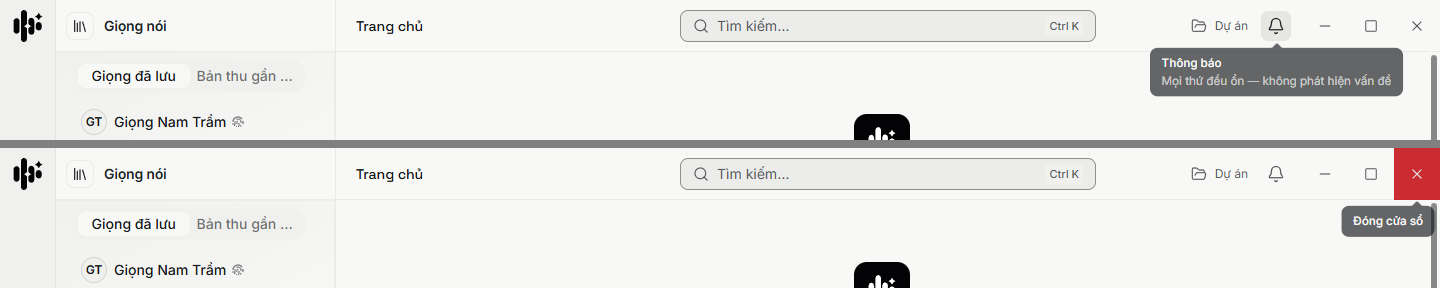 Giọng nói
Trang chủ
Tìm kiếm...
Ctrl K
Dự án
Thông báo
Mọi thứ đều ổn — không phát hiện vấn đề
Giọng đã lưu
Bản thu gần ...
GT
Giọng Nam Trầm
Giọng nói
Trang chủ
Tìm kiếm...
Ctrl K
Dự án
Đóng cửa sổ
Giọng đã lưu
Bản thu gần ...
GT
Giọng Nam Trầm